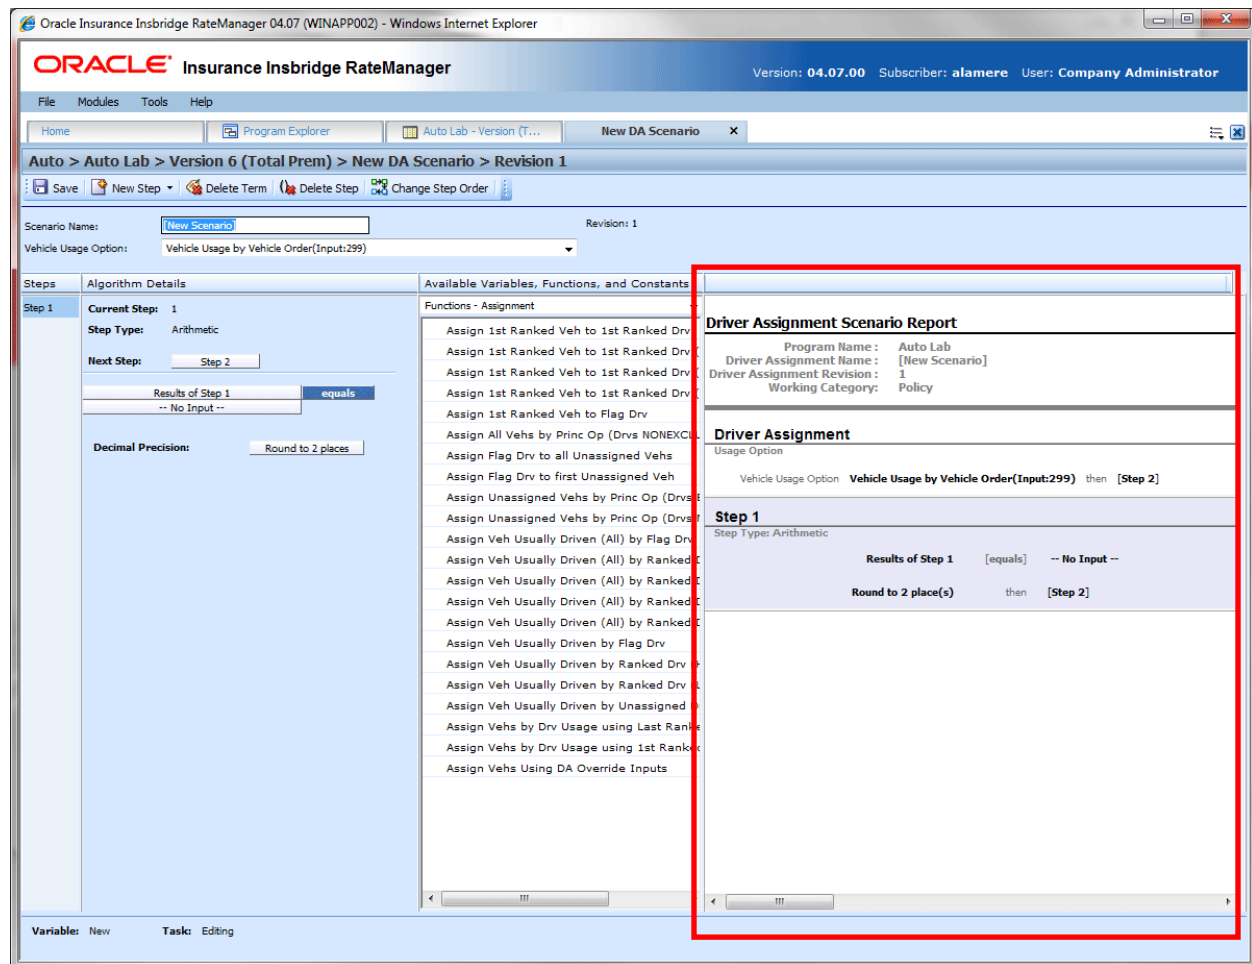 Oracle Insurance Insbridge RateManager 04.07 (WINAPP002) - Windows Internet Explorer
ORACLE Insurance Insbridge RateManager
Version: 04.07.00 Subscriber: alamere User: Company Administrator
File Modules Tools Help
Home Program Explorer Auto Lab - Version (T... New DA Scenario
Auto > Auto Lab > Version 6 (Total Prem) > New DA Scenario > Revision 1
Save New Step Delete Term Delete Step Change Step Order
Scenario Name: [New Scenario] Revision: 1
Vehicle Usage Option: Vehicle Usage by Vehicle Order(Input:299)
Steps Algorithm Details Available Variables, Functions, and Constants
Step 1
Current Step: 1
Step Type: Arithmetic
Next Step: Step 2
Results of Step 1 equals
-- No Input --
Decimal Precision: Round to 2 places
Functions - Assignment
Assign 1st Ranked Veh to 1st Ranked Drv
Assign 1st Ranked Veh to 1st Ranked Drv (
Assign 1st Ranked Veh to 1st Ranked Drv (
Assign 1st Ranked Veh to 1st Ranked Drv (
Assign 1st Ranked Veh to Flag Drv
Assign All Vehs by Princ Op (Drvs NONEXCL
Assign Flag Drv to all Unassigned Vehs
Assign Flag Drv to first Unassigned Veh
Assign Unassigned Vehs by Princ Op (Drvs
Assign Unassigned Vehs by Princ Op (Drvs
Assign Veh Usually Driven (All) by Flag Drv
Assign Veh Usually Driven (All) by Ranked
Assign Veh Usually Driven (All) by Ranked
Assign Veh Usually Driven (All) by Ranked
Assign Veh Usually Driven (All) by Ranked
Assign Veh Usually Driven by Flag Drv
Assign Veh Usually Driven by Ranked Drv
Assign Veh Usually Driven by Ranked Drv
Assign Veh Usually Driven by Unassigned
Assign Vehs by Drv Usage using Last Ranke
Assign Vehs by Drv Usage using 1st Ranked
Assign Vehs Using DA Override Inputs
Driver Assignment Scenario Report
Program Name : Auto Lab
Driver Assignment Name : [New Scenario]
Driver Assignment Revision : 1
Working Category: Policy
Driver Assignment
Usage Option
Vehicle Usage Option Vehicle Usage by Vehicle Order(Input:299) then [Step 2]
Step 1
Step Type: Arithmetic
Results of Step 1 [equals] -- No Input --
Round to 2 place(s) then [Step 2]
Variable: New Task: Editing